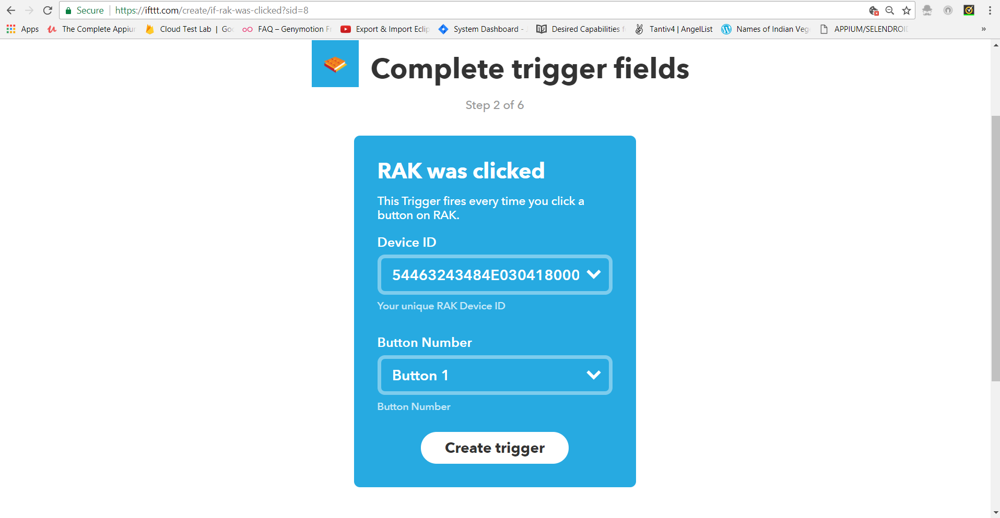 Secure https://ifttt.com/create/if-rak-was-clicked?sid=8
Apps The Complete Appiu Cloud Test Lab | Goo FAQ – Genymotion F Export & Import Eclip System Dashboard - Desired Capabilities f Tantiv4 | AngelList Names of Indian Veg APPIUM/SELENDROI »
Complete trigger fields
Step 2 of 6
RAK was clicked
This Trigger fires every time you click a
button on RAK.
Device ID
54463243484E030418000
Your unique RAK Device ID
Button Number
Button 1
Button Number
Create trigger